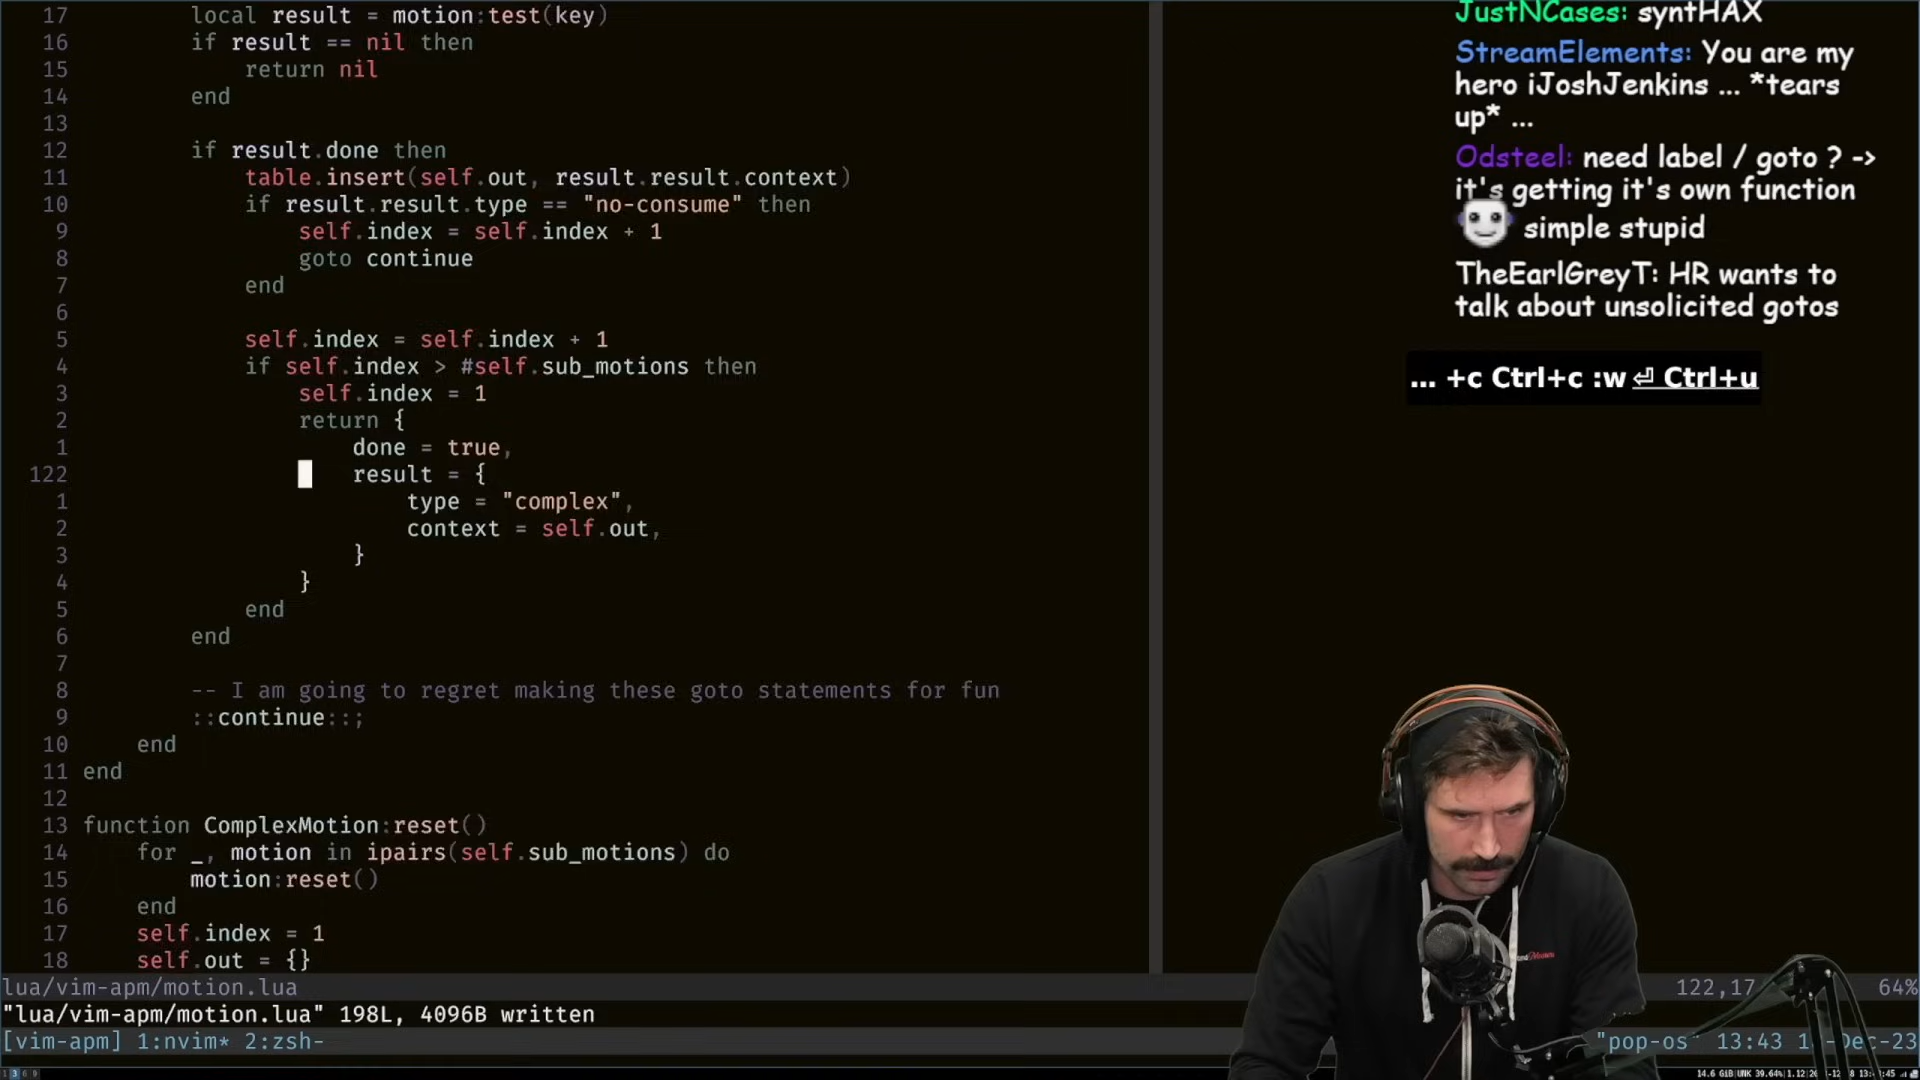 17 local result = motion:test(key)
16 if result == nil then
15 return nil
14 end
13
12 if result.done then
11 table.insert(self.out, result.result.context)
10 if result.result.type == "no-consume" then
9 self.index = self.index + 1
8 goto continue
7 end
6
5 self.index = self.index + 1
4 if self.index > #self.sub_motions then
3 self.index = 1
2 return {
1 done = true,
122 result = {
1 type = "complex",
2 context = self.out,
3 }
4 }
5 end
6 end
7
8 -- I am going to regret making these goto statements for fun
9 ::continue::;
10 end
11 end
12
13 function ComplexMotion:reset()
14 for _, motion in ipairs(self.sub_motions) do
15 motion:reset()
16 end
17 self.index = 1
18 self.out = {}
lua/vim-apm/motion.lua 122,17 64%
"lua/vim-apm/motion.lua" 198L, 4096B written
[vim-apm] 1:nvim* 2:zsh- "pop-os" 13:43 -Dec-23
JustNCases: syntHAX
StreamElements: You are my
hero iJoshJenkins ... *tears
up* ...
Odsteel: need label / goto ? ->
it's getting it's own function
simple stupid
TheEarlGreyT: HR wants to
talk about unsolicited gotos
... +c Ctrl+c :w⏎ Ctrl+u